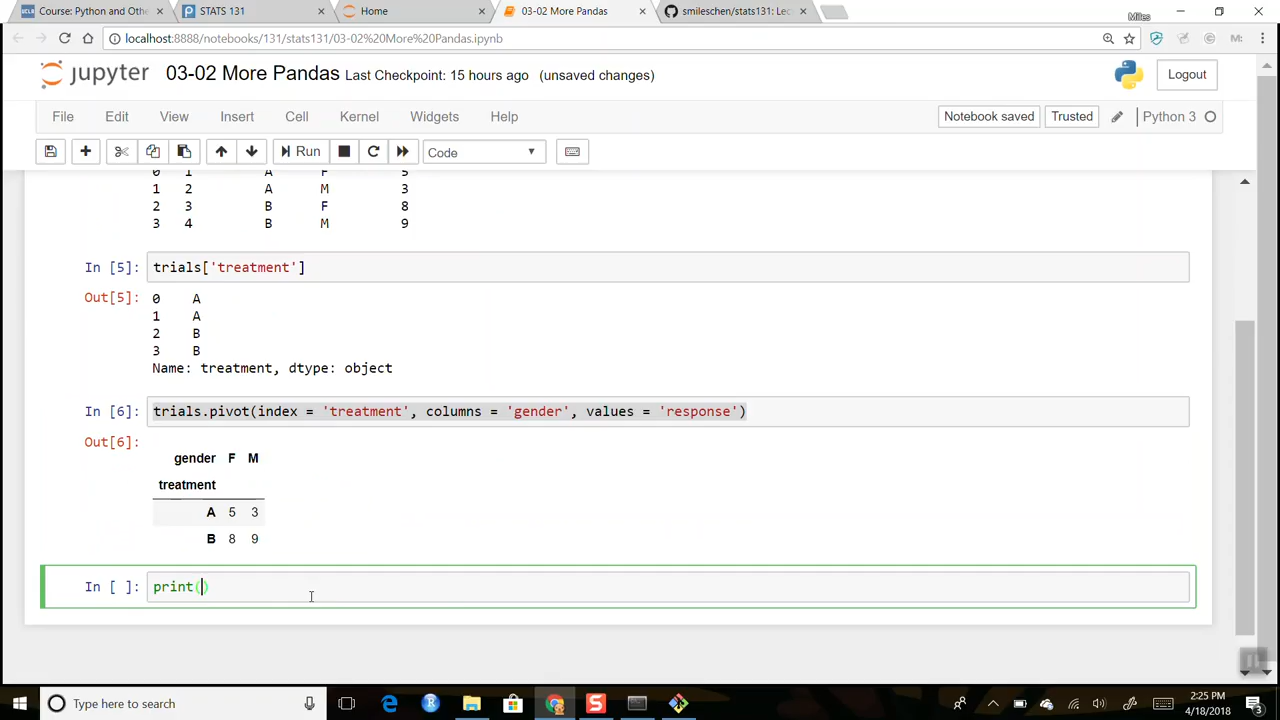 Course: Python and Othe
STATS 131
Home
03-02 More Pandas
smileschen/stats131: Lec
Miles
localhost:8888/notebooks/131/stats131/03-02%20More%20Pandas.ipynb
jupyter 03-02 More Pandas Last Checkpoint: 15 hours ago (unsaved changes)
Logout
File Edit View Insert Cell Kernel Widgets Help
Notebook saved Trusted Python 3
Run Code
0 1 A F 5
1 2 A M 3
2 3 B F 8
3 4 B M 9
In [5]: trials['treatment']
Out[5]: 0 A
1 A
2 B
3 B
Name: treatment, dtype: object
In [6]: trials.pivot(index = 'treatment', columns = 'gender', values = 'response')
Out[6]:
gender F M
treatment
A 5 3
B 8 9
In [ ]: print()
Type here to search
2:25 PM
4/18/2018
3